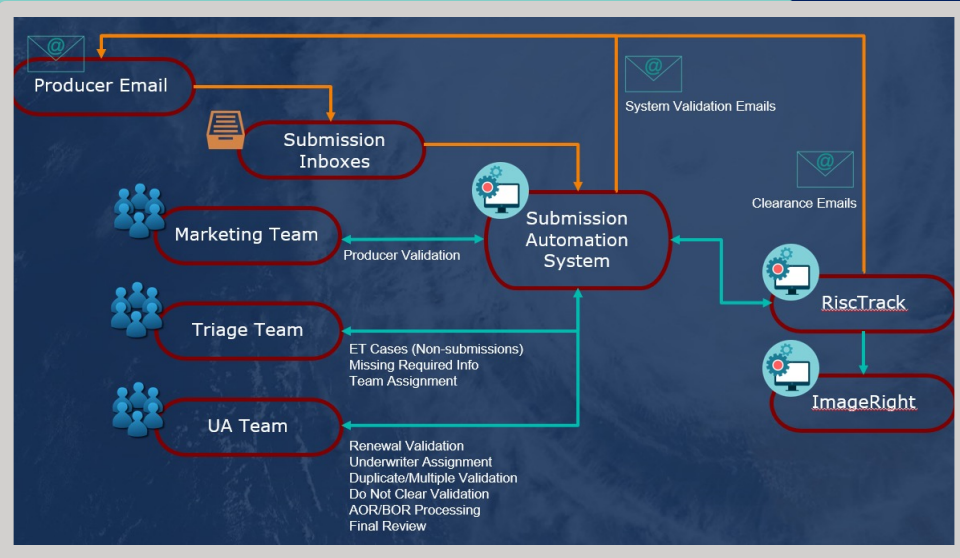 @
Producer Email
Submission
Inboxes
@
System Validation Emails
@
Clearance Emails
Submission
Automation
System
Marketing Team
Producer Validation
RiscTrack
Triage Team
ET Cases (Non-submissions)
Missing Required Info
Team Assignment
ImageRight
UA Team
Renewal Validation
Underwriter Assignment
Duplicate/Multiple Validation
Do Not Clear Validation
AOR/BOR Processing
Final Review